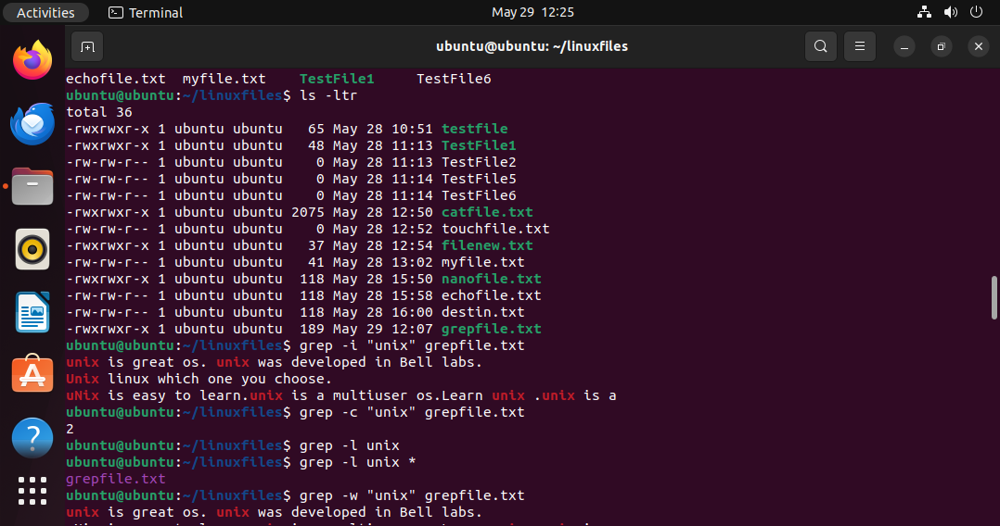 Activities Terminal May 29 12:25
ubuntu@ubuntu: ~/linuxfiles
echofile.txt myfile.txt TestFile1 TestFile6
ubuntu@ubuntu:~/linuxfiles$ ls -ltr
total 36
-rwxrwxr-x 1 ubuntu ubuntu 65 May 28 10:51 testfile
-rwxrwxr-x 1 ubuntu ubuntu 48 May 28 11:13 TestFile1
-rw-rw-r-- 1 ubuntu ubuntu 0 May 28 11:13 TestFile2
-rw-rw-r-- 1 ubuntu ubuntu 0 May 28 11:14 TestFile5
-rw-rw-r-- 1 ubuntu ubuntu 0 May 28 11:14 TestFile6
-rwxrwxr-x 1 ubuntu ubuntu 2075 May 28 12:50 catfile.txt
-rw-rw-r-- 1 ubuntu ubuntu 0 May 28 12:52 touchfile.txt
-rwxrwxr-x 1 ubuntu ubuntu 37 May 28 12:54 filenew.txt
-rw-rw-r-- 1 ubuntu ubuntu 41 May 28 13:02 myfile.txt
-rwxrwxr-x 1 ubuntu ubuntu 118 May 28 15:50 nanofile.txt
-rw-rw-r-- 1 ubuntu ubuntu 118 May 28 15:58 echofile.txt
-rw-rw-r-- 1 ubuntu ubuntu 118 May 28 16:00 destin.txt
-rwxrwxr-x 1 ubuntu ubuntu 189 May 29 12:07 grepfile.txt
ubuntu@ubuntu:~/linuxfiles$ grep -i "unix" grepfile.txt
unix is great os. unix was developed in Bell labs.
Unix linux which one you choose.
uNix is easy to learn.unix is a multiuser os.Learn unix .unix is a
ubuntu@ubuntu:~/linuxfiles$ grep -c "unix" grepfile.txt
2
ubuntu@ubuntu:~/linuxfiles$ grep -l unix
ubuntu@ubuntu:~/linuxfiles$ grep -l unix *
grepfile.txt
ubuntu@ubuntu:~/linuxfiles$ grep -w "unix" grepfile.txt
unix is great os. unix was developed in Bell labs.